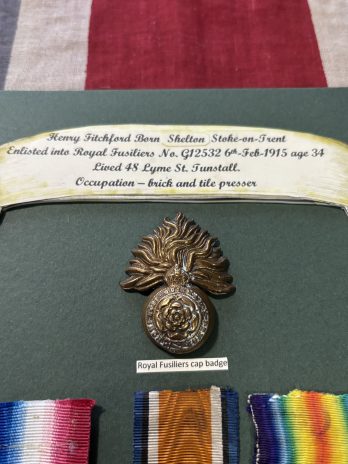 Henry Fitchford Born Shelton Stoke-on-Trent
Enlisted into Royal Fusiliers No. G12532 6th-Feb-1915 age 34
Lived 48 Lyme St. Tunstall.
Occupation – brick and tile presser
Royal Fusiliers cap badge